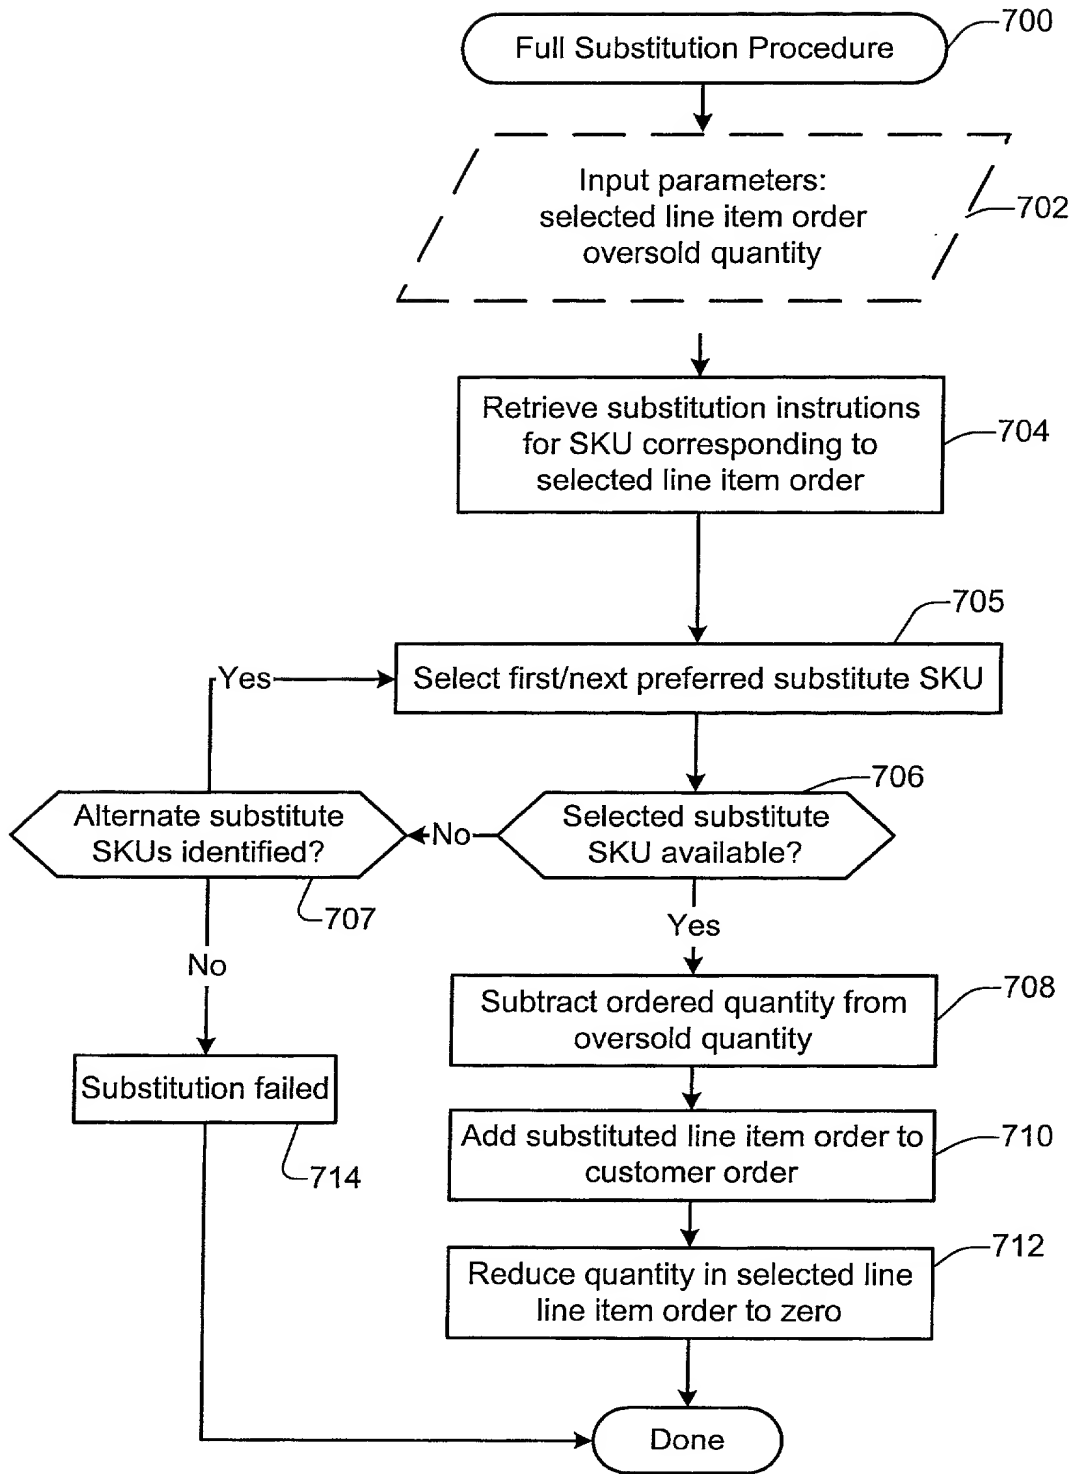 Full Substitution Procedure
700
Input parameters:
selected line item order
oversold quantity
702
Retrieve substitution instrutions
for SKU corresponding to
selected line item order
704
705
Select first/next preferred substitute SKU
Yes
706
Alternate substitute
SKUs identified?
No
Selected substitute
SKU available?
707
Yes
No
Subtract ordered quantity from
oversold quantity
708
Substitution failed
714
Add substituted line item order to
customer order
710
Reduce quantity in selected line
line item order to zero
712
Done